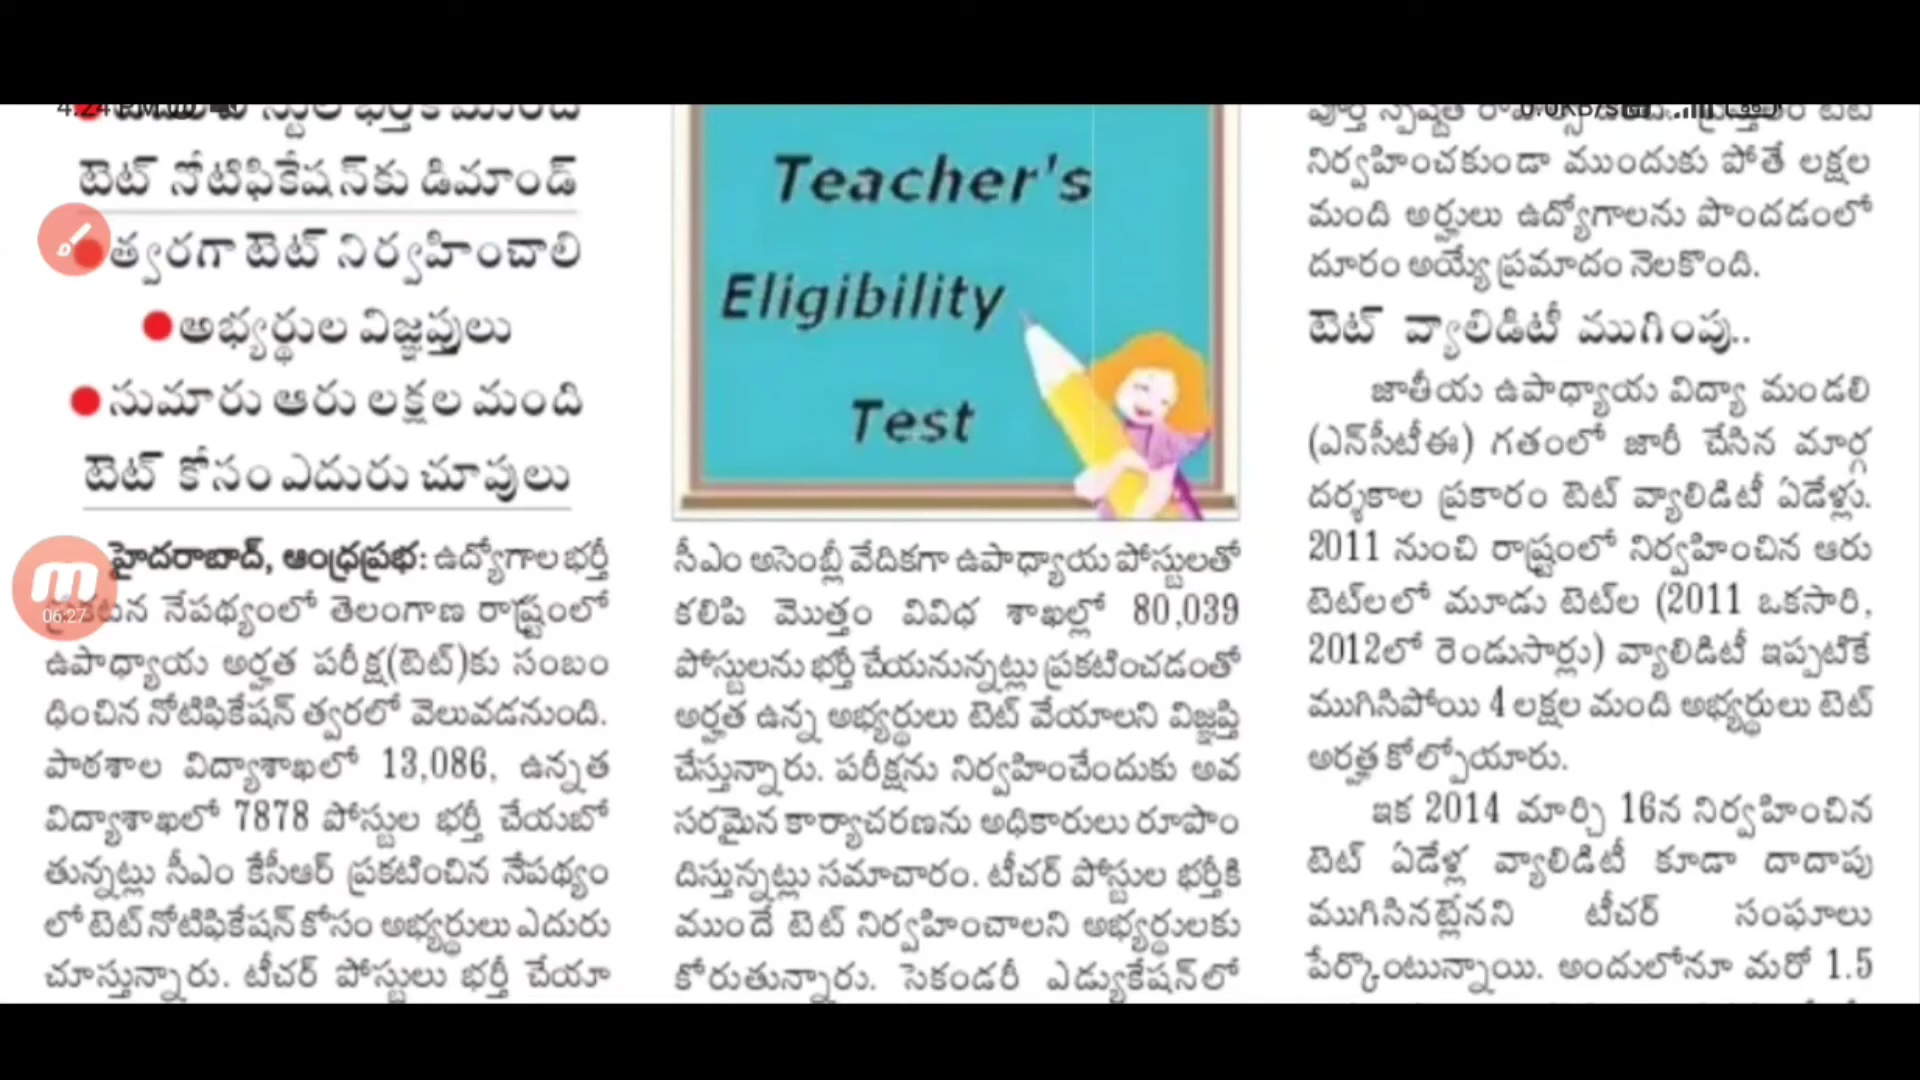 టెట్ నోటిఫికేషన్‌కు డిమాండ్
త్వరగా టెట్ నిర్వహించాలి
అభ్యర్థుల విజ్ఞప్తులు
సుమారు ఆరు లక్షల మంది
టెట్ కోసం ఎదురు చూపులు
06:27
హైదరాబాద్, ఆంధ్రప్రభ: ఉద్యోగాల భర్తీ
నేపథ్యంలో తెలంగాణ రాష్ట్రంలో
ఉపాధ్యాయ అర్హత పరీక్ష(టెట్)కు సంబం
ధించిన నోటిఫికేషన్ త్వరలో వెలువడనుంది.
పాఠశాల విద్యాశాఖలో 13,086, ఉన్నత
విద్యాశాఖలో 7878 పోస్టుల భర్తీ చేయబో
తున్నట్లు సీఎం కేసీఆర్ ప్రకటించిన నేపథ్యం
లో టెట్ నోటిఫికేషన్ కోసం అభ్యర్థులు ఎదురు
చూస్తున్నారు. టీచర్ పోస్టులు భర్తీ చేయా
Teacher's
Eligibility
Test
సీఎం అసెంబ్లీ వేదికగా ఉపాధ్యాయ పోస్టులతో
కలిపి మొత్తం వివిధ శాఖల్లో 80,039
పోస్టులను భర్తీ చేయనున్నట్లు ప్రకటించడంతో
అర్హత ఉన్న అభ్యర్థులు టెట్ వేయాలని విజ్ఞప్తి
చేస్తున్నారు. పరీక్షను నిర్వహించేందుకు అవ
సరమైన కార్యాచరణను అధికారులు రూపొం
దిస్తున్నట్లు సమాచారం. టీచర్ పోస్టుల భర్తీకి
ముందే టెట్ నిర్వహించాలని అభ్యర్థులకు
కోరుతున్నారు. సెకండరీ ఎడ్యుకేషన్‌లో
నిర్వహించకుండా ముందుకు పోతే లక్షల
మంది అర్హులు ఉద్యోగాలను పొందడంలో
దూరం అయ్యే ప్రమాదం నెలకొంది.
టెట్ వ్యాలిడిటీ ముగింపు..
జాతీయ ఉపాధ్యాయ విద్యా మండలి
(ఎన్‌సీటీఈ) గతంలో జారీ చేసిన మార్గ
దర్శకాల ప్రకారం టెట్ వ్యాలిడిటీ ఏడేళ్లు.
2011 నుంచి రాష్ట్రంలో నిర్వహించిన ఆరు
టెట్‌లలో మూడు టెట్‌ల (2011 ఒకసారి,
2012లో రెండుసార్లు) వ్యాలిడిటీ ఇప్పటికే
ముగిసిపోయి 4 లక్షల మంది అభ్యర్థులు టెట్
అర్హత కోల్పోయారు.
ఇక 2014 మార్చి 16న నిర్వహించిన
టెట్ ఏడేళ్ల వ్యాలిడిటీ కూడా దాదాపు
ముగిసినట్లేనని టీచర్ సంఘాలు
పేర్కొంటున్నాయి. అందులోనూ మరో 1.5